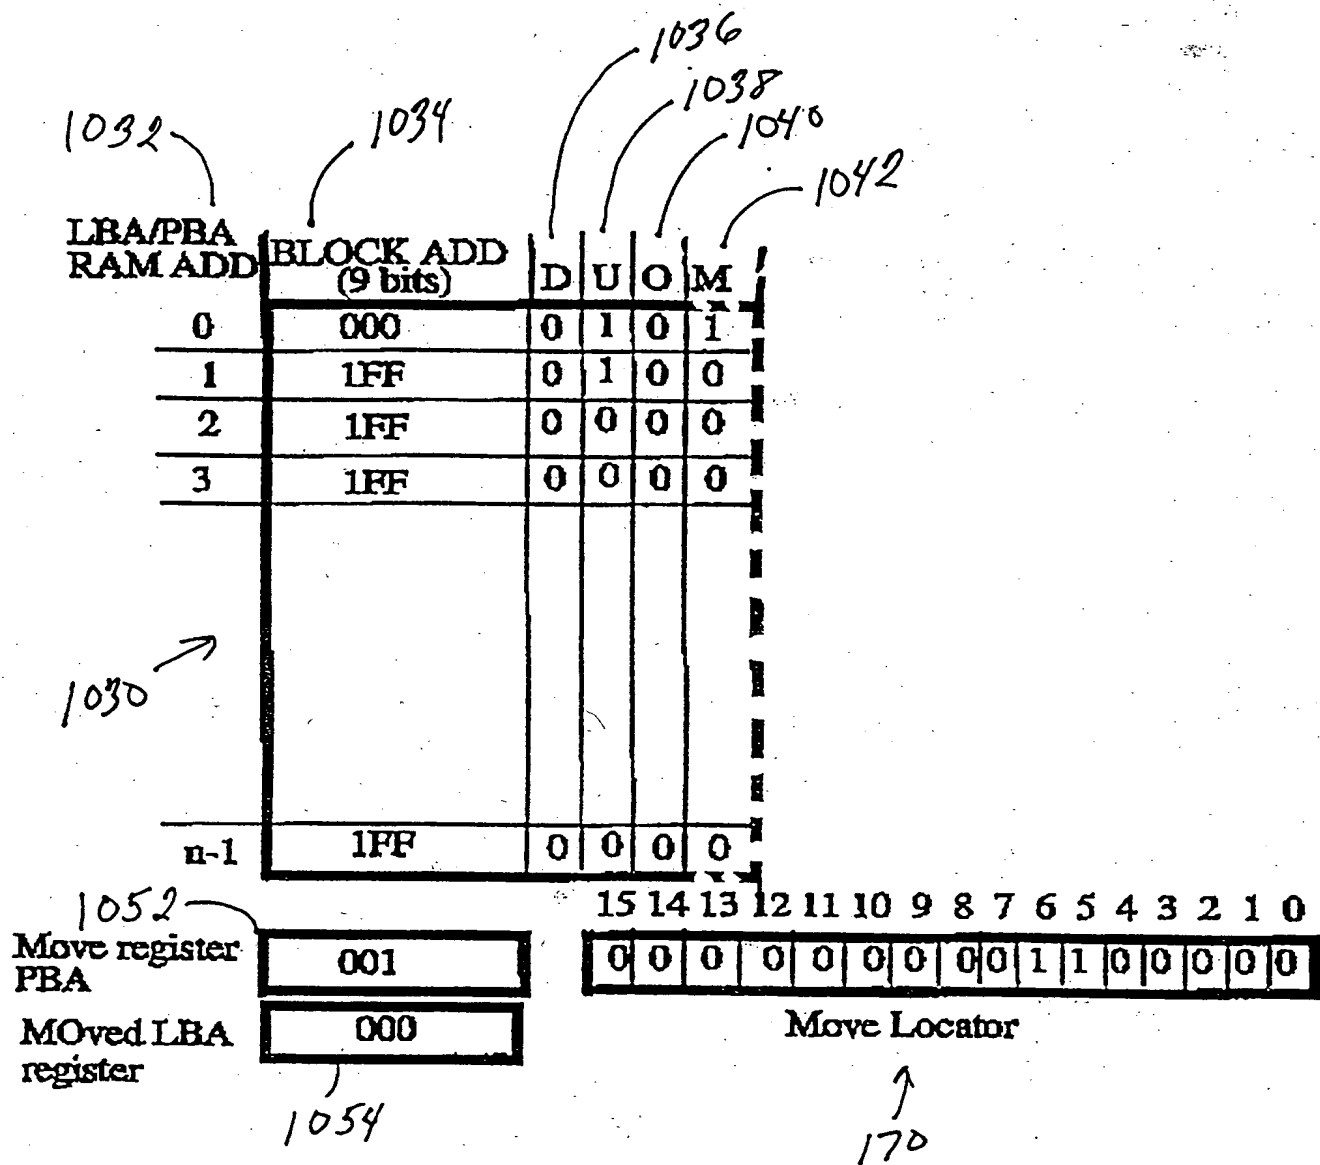 1036
1038
1032
1034
1040
1042
LBA/PBA
RAM ADD
BLOCK ADD
(9 bits)
D U O M
0 000 0 1 0 1
1 1FF 0 1 0 0
2 1FF 0 0 0 0
3 1FF 0 0 0 0
1030
n-1 1FF 0 0 0 0
1052
15 14 13 12 11 10 9 8 7 6 5 4 3 2 1 0
Move register
PBA
001
0 0 0 0 0 0 0 0 0 1 1 0 0 0 0 0
MOved LBA
register
000
Move Locator
1054
170